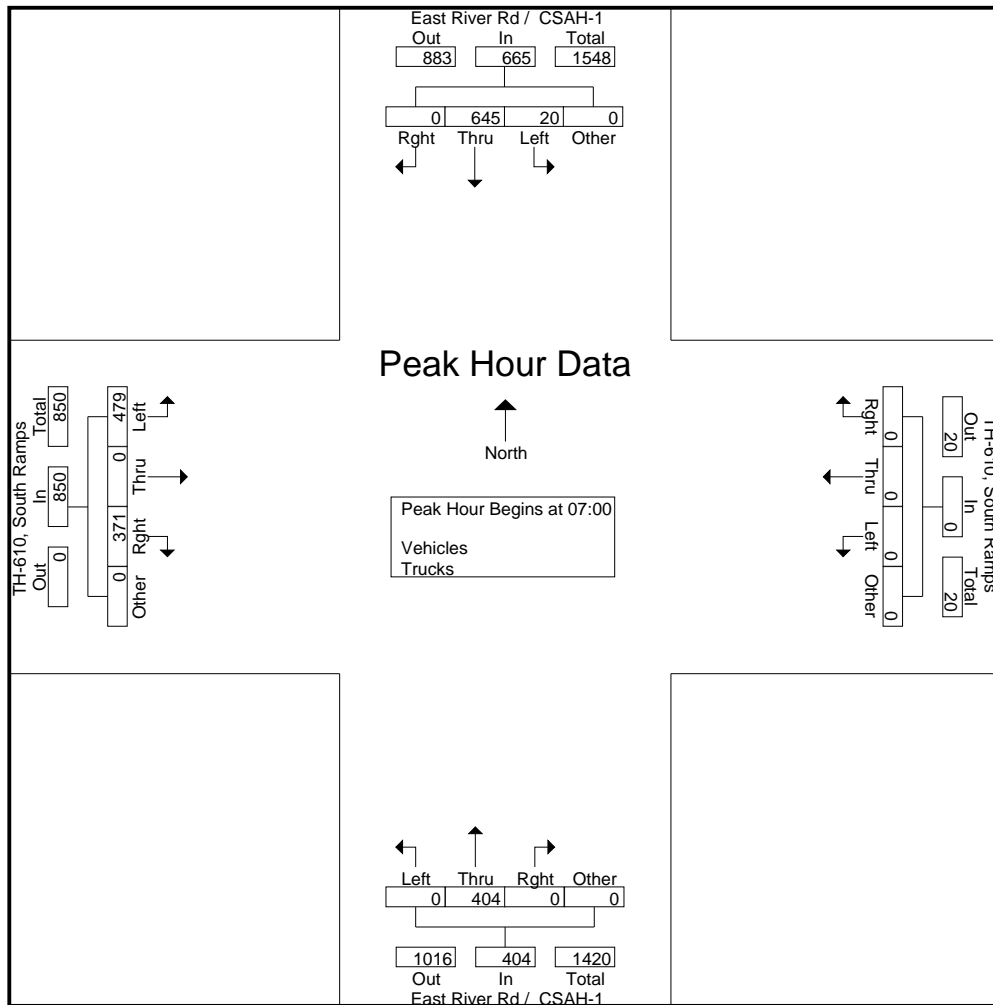 East River Rd / CSAH-1
Out In Total
883 665 1548
0 645 20 0
Rght Thru Left Other
Peak Hour Data
North
Peak Hour Begins at 07:00
Vehicles
Trucks
TH-610, South Ramps
Out In Total
0 850 850
Other Rght Thru Left
0 371 0 479
Rght Thru Left Other
0 0 0 0
Out In Total
20 0 20
TH-610, South Ramps
Left Thru Rght Other
0 404 0 0
1016 404 1420
Out In Total
East River Rd / CSAH-1